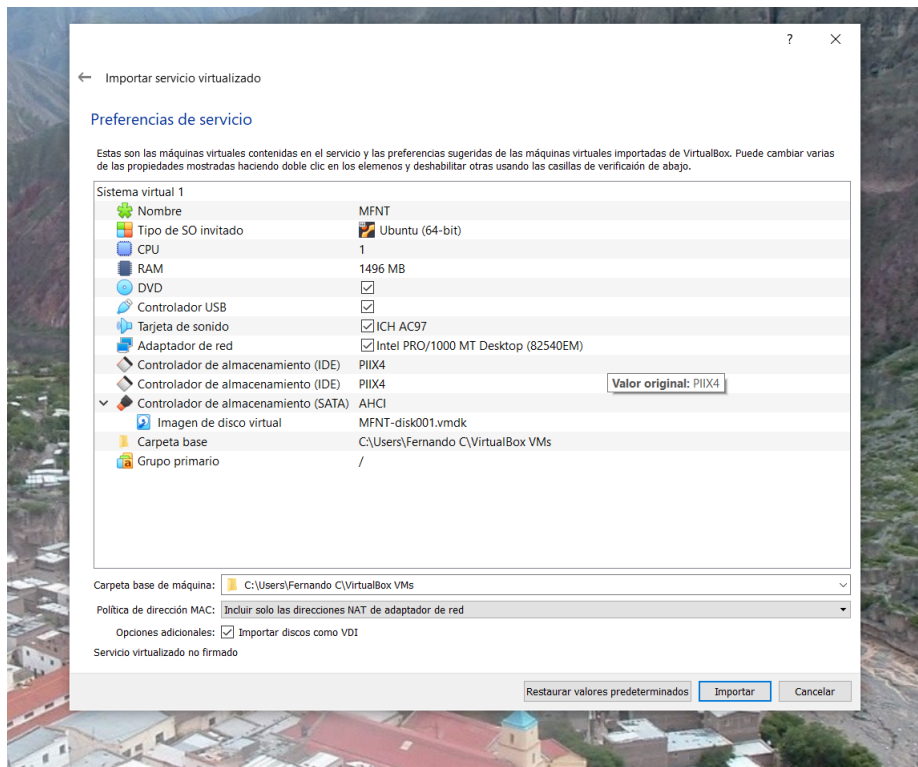 ?
Importar servicio virtualizado
Preferencias de servicio
Estas son las máquinas virtuales contenidas en el servicio y las preferencias sugeridas de las máquinas virtuales importadas de VirtualBox. Puede cambiar varias
de las propiedades mostradas haciendo doble clic en los elemenos y deshabilitar otras usando las casillas de verificaión de abajo.
Sistema virtual 1
Nombre MFNT
Tipo de SO invitado Ubuntu (64-bit)
CPU 1
RAM 1496 MB
DVD
Controlador USB
Tarjeta de sonido ICH AC97
Adaptador de red Intel PRO/1000 MT Desktop (82540EM)
Controlador de almacenamiento (IDE) PIIX4
Controlador de almacenamiento (IDE) PIIX4 Valor original: PIIX4
Controlador de almacenamiento (SATA) AHCI
Imagen de disco virtual MFNT-disk001.vmdk
Carpeta base C:\Users\Fernando C\VirtualBox VMs
Grupo primario /
Carpeta base de máquina: C:\Users\Fernando C\VirtualBox VMs
Política de dirección MAC: Incluir solo las direcciones NAT de adaptador de red
Opciones adicionales: Importar discos como VDI
Servicio virtualizado no firmado
Restaurar valores predeterminados Importar Cancelar